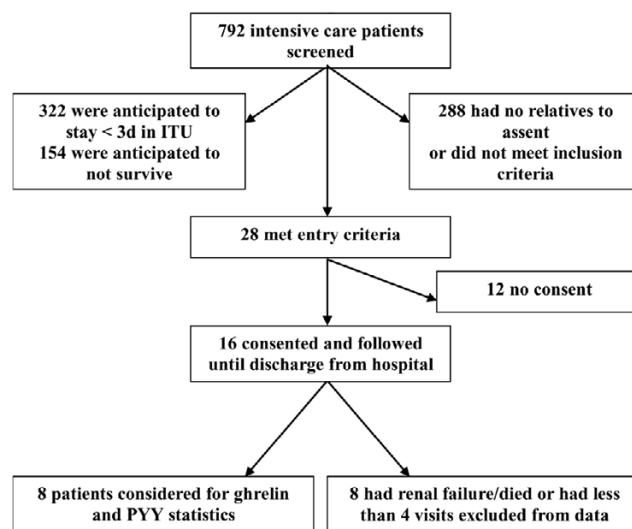 792 intensive care patients
screened
322 were anticipated to
stay < 3d in ITU
154 were anticipated to
not survive
288 had no relatives to
assent
or did not meet inclusion
criteria
28 met entry criteria
12 no consent
16 consented and followed
until discharge from hospital
8 patients considered for ghrelin
and PYY statistics
8 had renal failure/died or had less
than 4 visits excluded from data